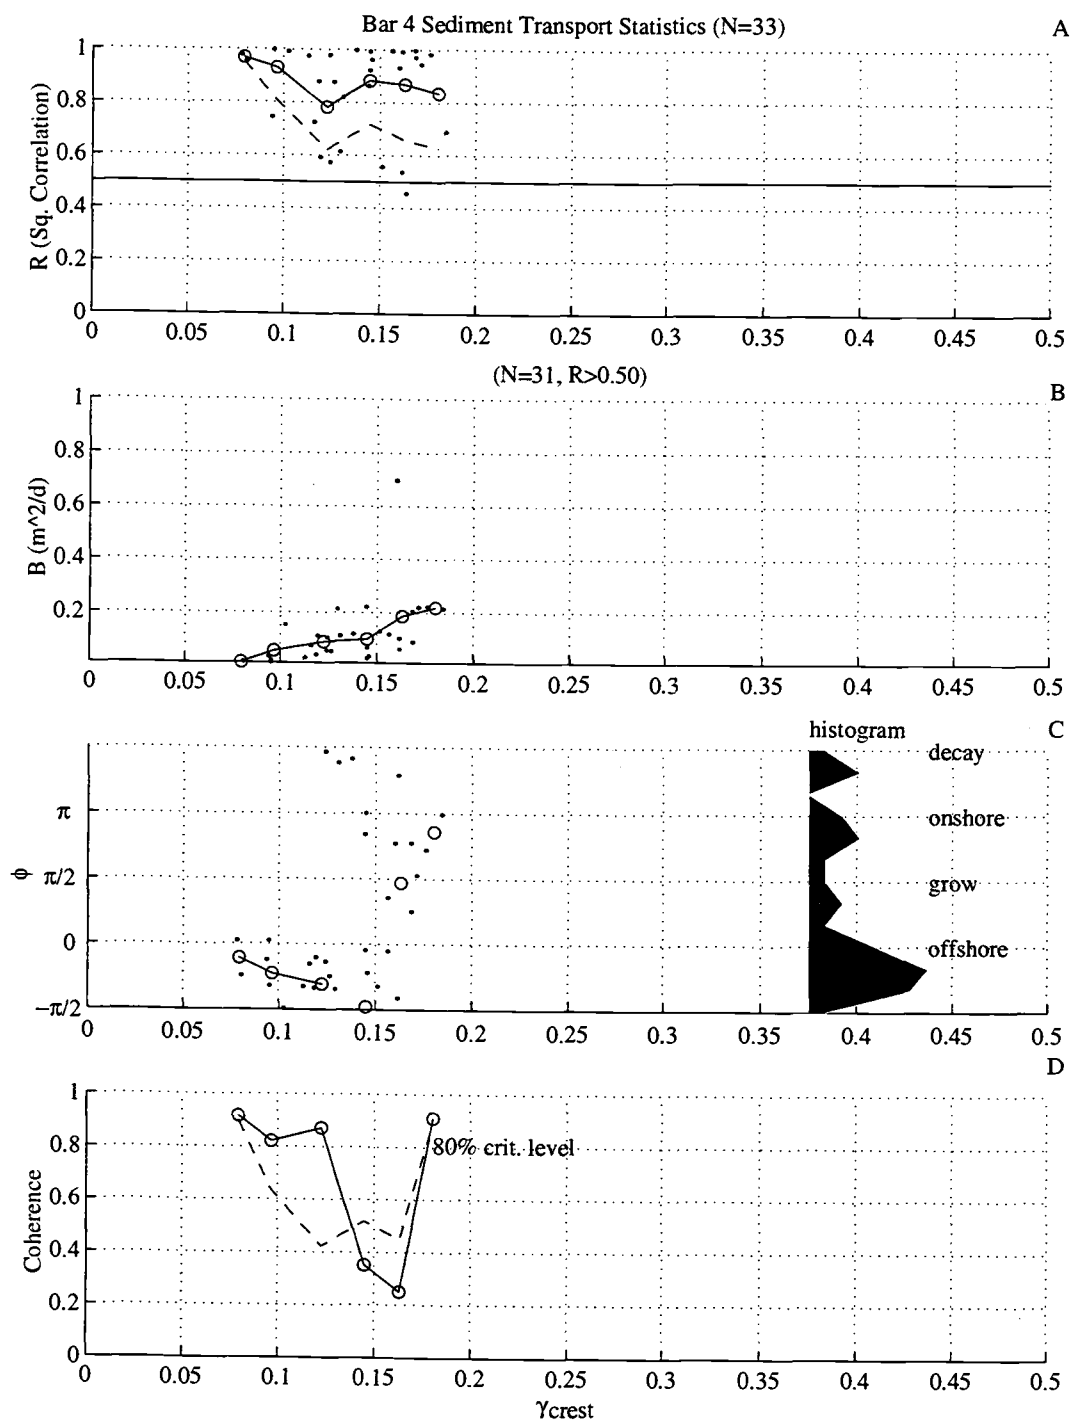 Bar 4 Sediment Transport Statistics (N=33)
A
R (Sq. Correlation)
1
0.8
0.6
0.4
0.2
0
0 0.05 0.1 0.15 0.2 0.25 0.3 0.35 0.4 0.45 0.5
(N=31, R>0.50)
B
B (m^2/d)
1
0.8
0.6
0.4
0.2
0
0 0.05 0.1 0.15 0.2 0.25 0.3 0.35 0.4 0.45 0.5
histogram
C
decay
onshore
grow
offshore
ϕ
π
π/2
0
−π/2
0 0.05 0.1 0.15 0.2 0.25 0.3 0.35 0.4 0.45 0.5
D
Coherence
1
0.8
0.6
0.4
0.2
0
80% crit. level
0 0.05 0.1 0.15 0.2 0.25 0.3 0.35 0.4 0.45 0.5
γcrest